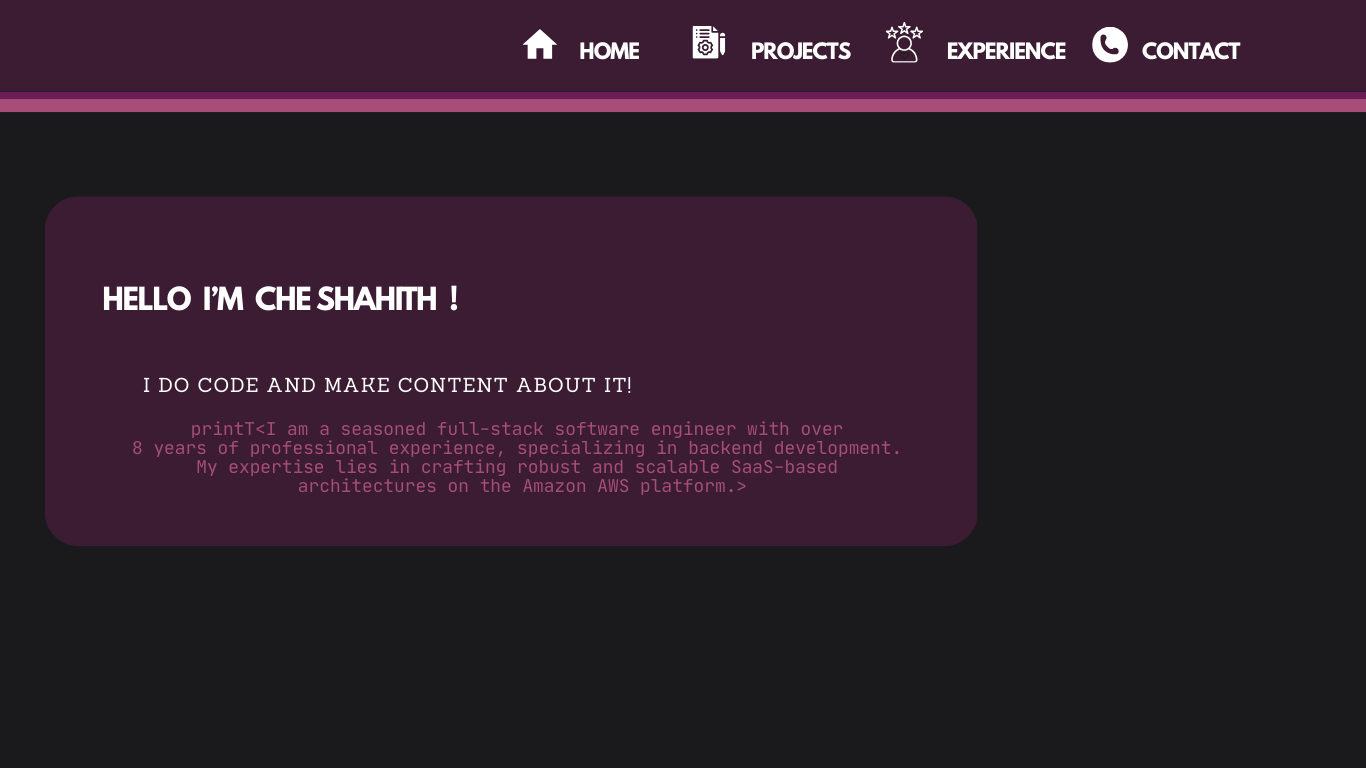 HOME PROJECTS EXPERIENCE CONTACT
HELLO I'M CHE SHAHITH !
I DO CODE AND MAKE CONTENT ABOUT IT!
printT<I am a seasoned full-stack software engineer with over
8 years of professional experience, specializing in backend development.
My expertise lies in crafting robust and scalable SaaS-based
architectures on the Amazon AWS platform.>